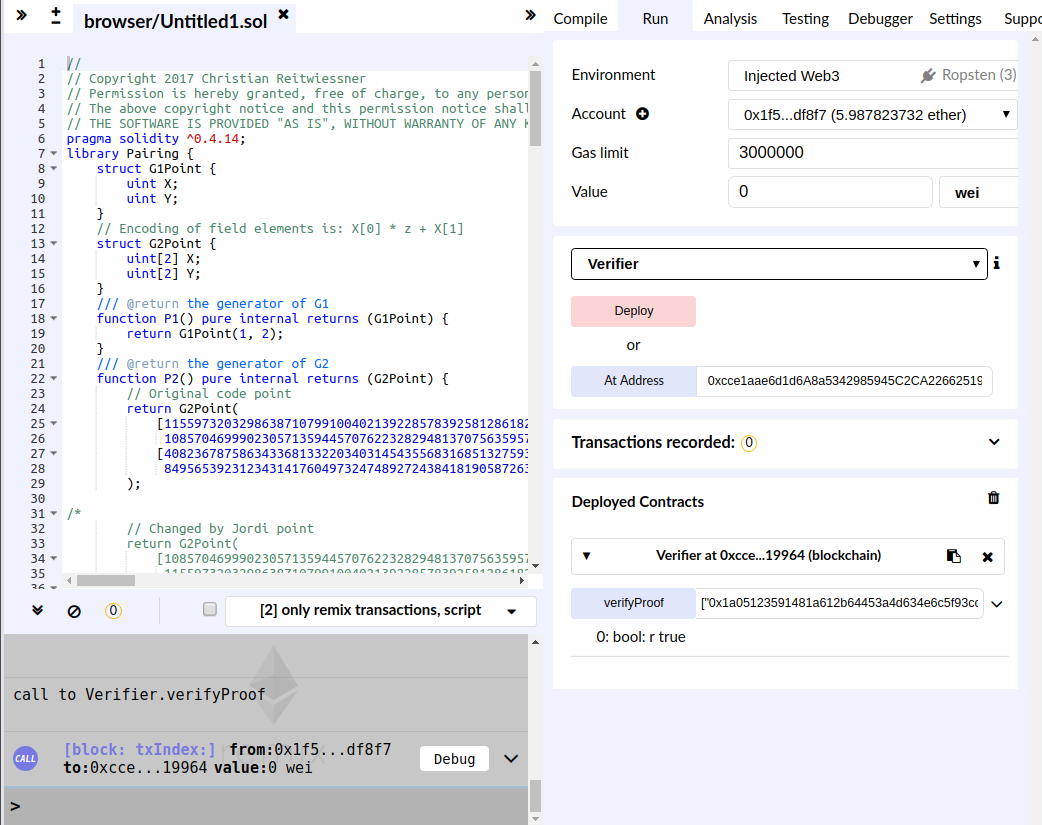 browser/Untitled1.sol
1 //
2 // Copyright 2017 Christian Reitwiessner
3 // Permission is hereby granted, free of charge, to any person
4 // The above copyright notice and this permission notice shall
5 // THE SOFTWARE IS PROVIDED "AS IS", WITHOUT WARRANTY OF ANY K
6 pragma solidity ^0.4.14;
7 library Pairing {
8 struct G1Point {
9 uint X;
10 uint Y;
11 }
12 // Encoding of field elements is: X[0] * z + X[1]
13 struct G2Point {
14 uint[2] X;
15 uint[2] Y;
16 }
17 /// @return the generator of G1
18 function P1() pure internal returns (G1Point) {
19 return G1Point(1, 2);
20 }
21 /// @return the generator of G2
22 function P2() pure internal returns (G2Point) {
23 // Original code point
24 return G2Point(
25 [1155973203298638710799100402139228578392581286182
26 1085704699902305713594457076223282948137075635957
27 [4082367875863433681332203403145435568316851327593
28 8495653923123431417604973247489272438418190587263
29 );
30
31 /*
32 // Changed by Jordi point
33 return G2Point(
34 [1085704699902305713594457076223282948137075635957
35 1155973203298638710799100402139228578392581286182
36
0
[2] only remix transactions, script
call to Verifier.verifyProof
CALL
[block: txIndex:] from:0x1f5...df8f7
to:0xcce...19964 value:0 wei
Debug
>
Compile Run Analysis Testing Debugger Settings Suppo
Environment Injected Web3 Ropsten (3)
Account 0x1f5...df8f7 (5.987823732 ether)
Gas limit 3000000
Value 0 wei
Verifier
Deploy
or
At Address 0xcce1aae6d1d6A8a5342985945C2CA22662519
Transactions recorded: 0
Deployed Contracts
Verifier at 0xcce...19964 (blockchain)
verifyProof ["0x1a05123591481a612b64453a4d634e6c5f93cc
0: bool: r true